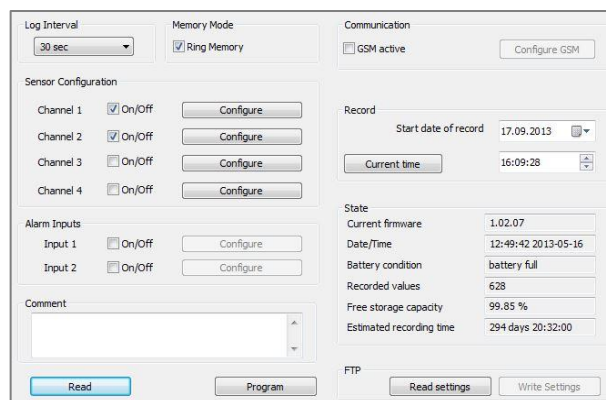 Log Interval
30 sec
Memory Mode
Ring Memory
Sensor Configuration
Channel 1 On/Off Configure
Channel 2 On/Off Configure
Channel 3 On/Off Configure
Channel 4 On/Off Configure
Alarm Inputs
Input 1 On/Off Configure
Input 2 On/Off Configure
Comment
Read Program
Communication
GSM active Configure GSM
Record
Start date of record 17.09.2013
Current time 16:09:28
State
Current firmware 1.02.07
Date/Time 12:49:42 2013-05-16
Battery condition battery full
Recorded values 628
Free storage capacity 99.85 %
Estimated recording time 294 days 20:32:00
FTP
Read settings Write Settings